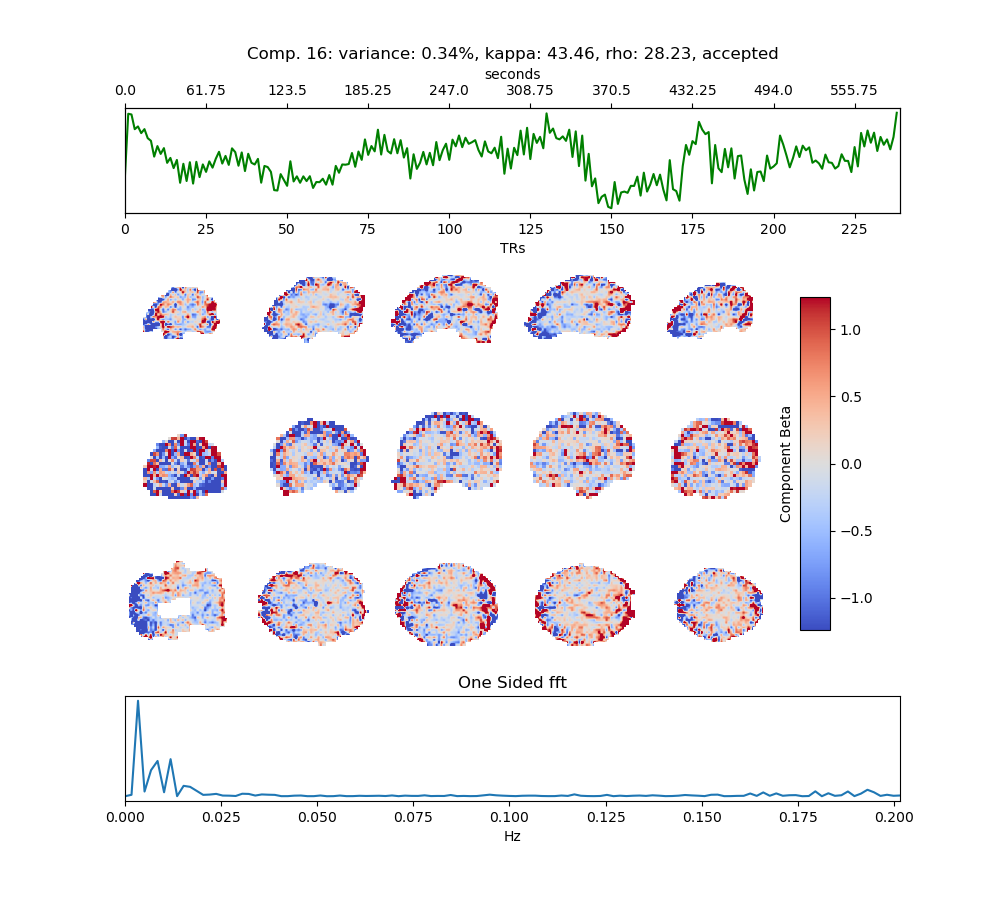 Comp. 16: variance: 0.34%, kappa: 43.46, rho: 28.23, accepted
seconds
0.0 61.75 123.5 185.25 247.0 308.75 370.5 432.25 494.0 555.75
0 25 50 75 100 125 150 175 200 225
TRs
1.0
0.5
0.0
−0.5
−1.0
Component Beta
One Sided fft
0.000 0.025 0.050 0.075 0.100 0.125 0.150 0.175 0.200
Hz